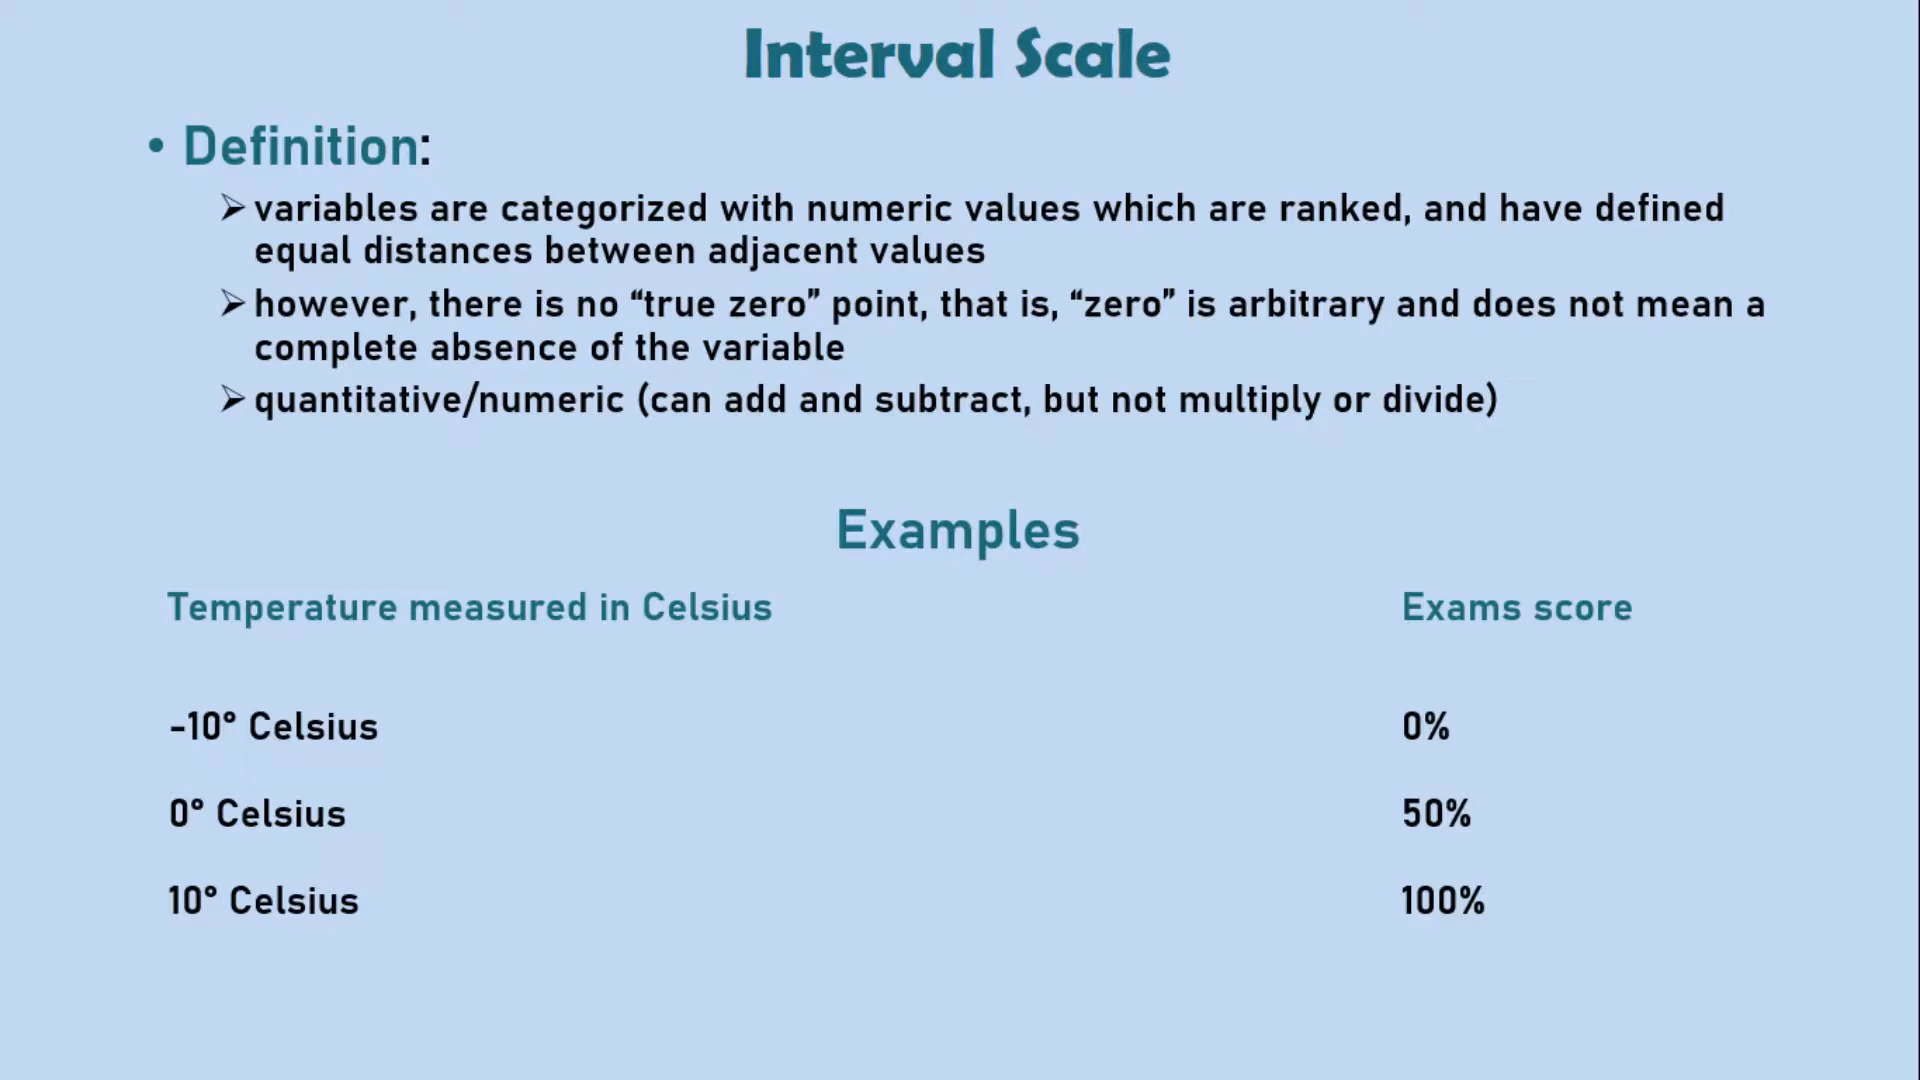 Interval Scale
• Definition:
➢ variables are categorized with numeric values which are ranked, and have defined
equal distances between adjacent values
➢ however, there is no “true zero” point, that is, “zero” is arbitrary and does not mean a
complete absence of the variable
➢ quantitative/numeric (can add and subtract, but not multiply or divide)
Examples
Temperature measured in Celsius Exams score
-10° Celsius 0%
0° Celsius 50%
10° Celsius 100%